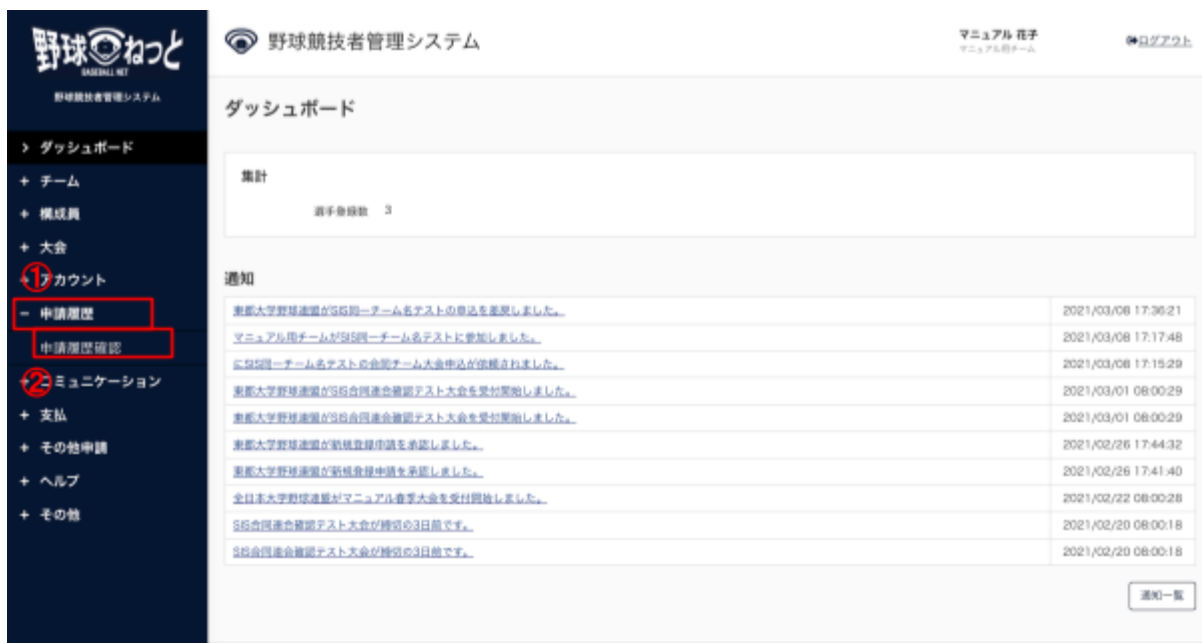 野球ねっと
BASEBALL NET
野球競技者管理システム
> ダッシュボード
+ チーム
+ 構成員
+ 大会
① アカウント
− 申請履歴
申請履歴確認
② コミュニケーション
+ 支払
+ その他申請
+ ヘルプ
+ その他
野球競技者管理システム
マニュアル 花子
マニュアル用チーム
ログアウト
ダッシュボード
集計
選手登録数 3
通知
東都大学野球連盟がSIS同一チーム名テストの申込を差戻しました。 2021/03/08 17:36:21
マニュアル用チームがSIS同一チーム名テストに参加しました。 2021/03/08 17:17:48
にSIS同一チーム名テストの合同チーム大会申込が依頼されました。 2021/03/08 17:15:29
東都大学野球連盟がSIS合同連合確認テスト大会を受付開始しました。 2021/03/01 08:00:29
東都大学野球連盟がSIS合同連合確認テスト大会を受付開始しました。 2021/03/01 08:00:29
東都大学野球連盟が新規登録申請を承認しました。 2021/02/26 17:44:32
東都大学野球連盟が新規登録申請を承認しました。 2021/02/26 17:41:40
全日本大学野球連盟がマニュアル春季大会を受付開始しました。 2021/02/22 08:00:28
SIS合同連合確認テスト大会が締切の3日前です。 2021/02/20 08:00:18
SIS合同連合確認テスト大会が締切の3日前です。 2021/02/20 08:00:18
通知一覧